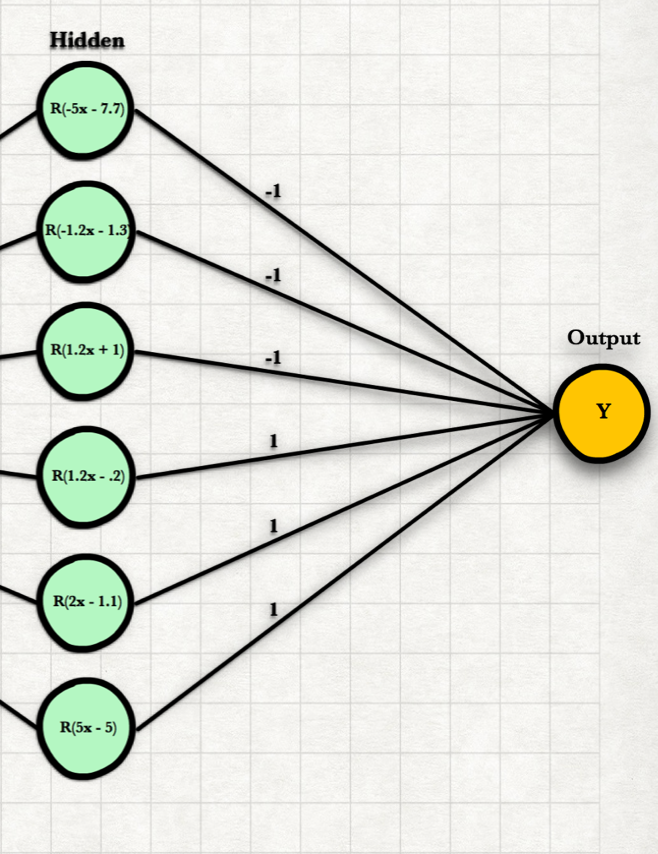 Hidden
R(-5x - 7.7)
-1
R(-1.2x - 1.3)
-1
R(1.2x + 1)
-1
Output
Y
R(1.2x - .2)
1
R(2x - 1.1)
1
R(5x - 5)
1